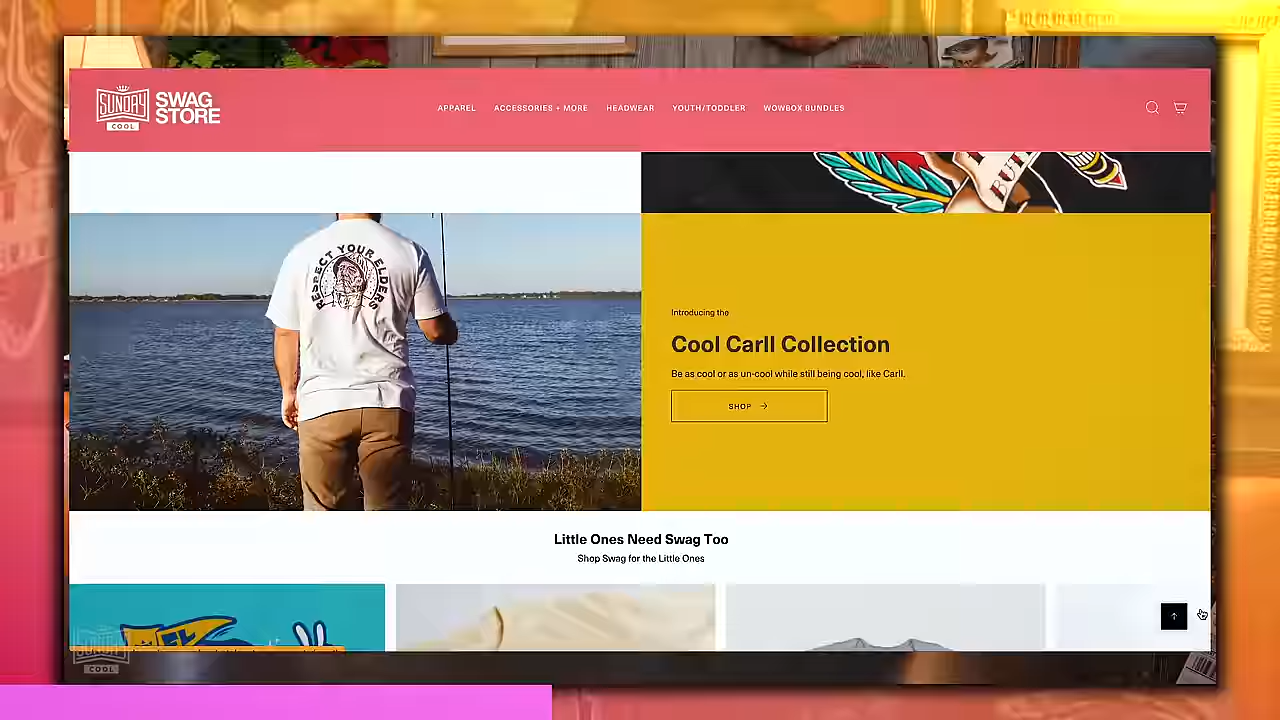 SUNDAY
COOL
SWAG
STORE
APPAREL
ACCESSORIES + MORE
HEADWEAR
YOUTH/TODDLER
WOWBOX BUNDLES
RESPECT YOUR ELDERS
Introducing the
Cool Carll Collection
Be as cool or as un-cool while still being cool, like Carll.
SHOP
Little Ones Need Swag Too
Shop Swag for the Little Ones
SUNDAY
COOL